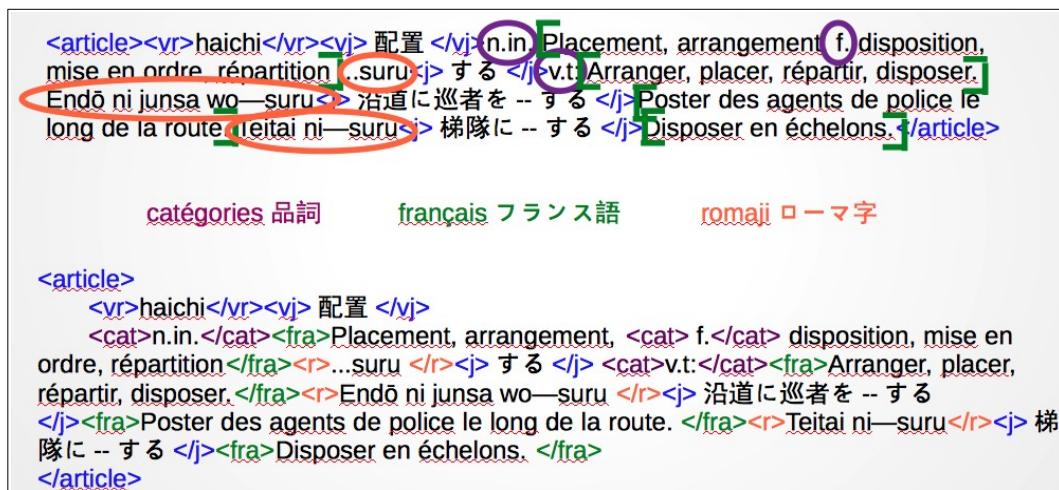 <article><vr>haichi</vr><vj> 配置 </vj>n.in. Placement, arrangement, f. disposition,
mise en ordre, répartition ...suru<j> する </j>v.t: Arranger, placer, répartir, disposer.
Endō ni junsa wo—suru<j> 沿道に巡者を -- する </j>Poster des agents de police le
long de la route. Teitai ni—suru<j> 梯隊に -- する </j>Disposer en échelons.</article>
catégories 品詞 français フランス語 romaji ローマ字
<article>
<vr>haichi</vr><vj> 配置 </vj>
<cat>n.in.</cat><fra>Placement, arrangement, <cat> f.</cat> disposition, mise en
ordre, répartition</fra><r> ...suru </r><j> する </j> <cat>v.t:</cat><fra>Arranger, placer,
répartir, disposer.</fra><r>Endō ni junsa wo—suru </r><j> 沿道に巡者を -- する
</j><fra>Poster des agents de police le long de la route. </fra><r>Teitai ni—suru</r><j> 梯
隊に -- する </j><fra>Disposer en échelons. </fra>
</article>